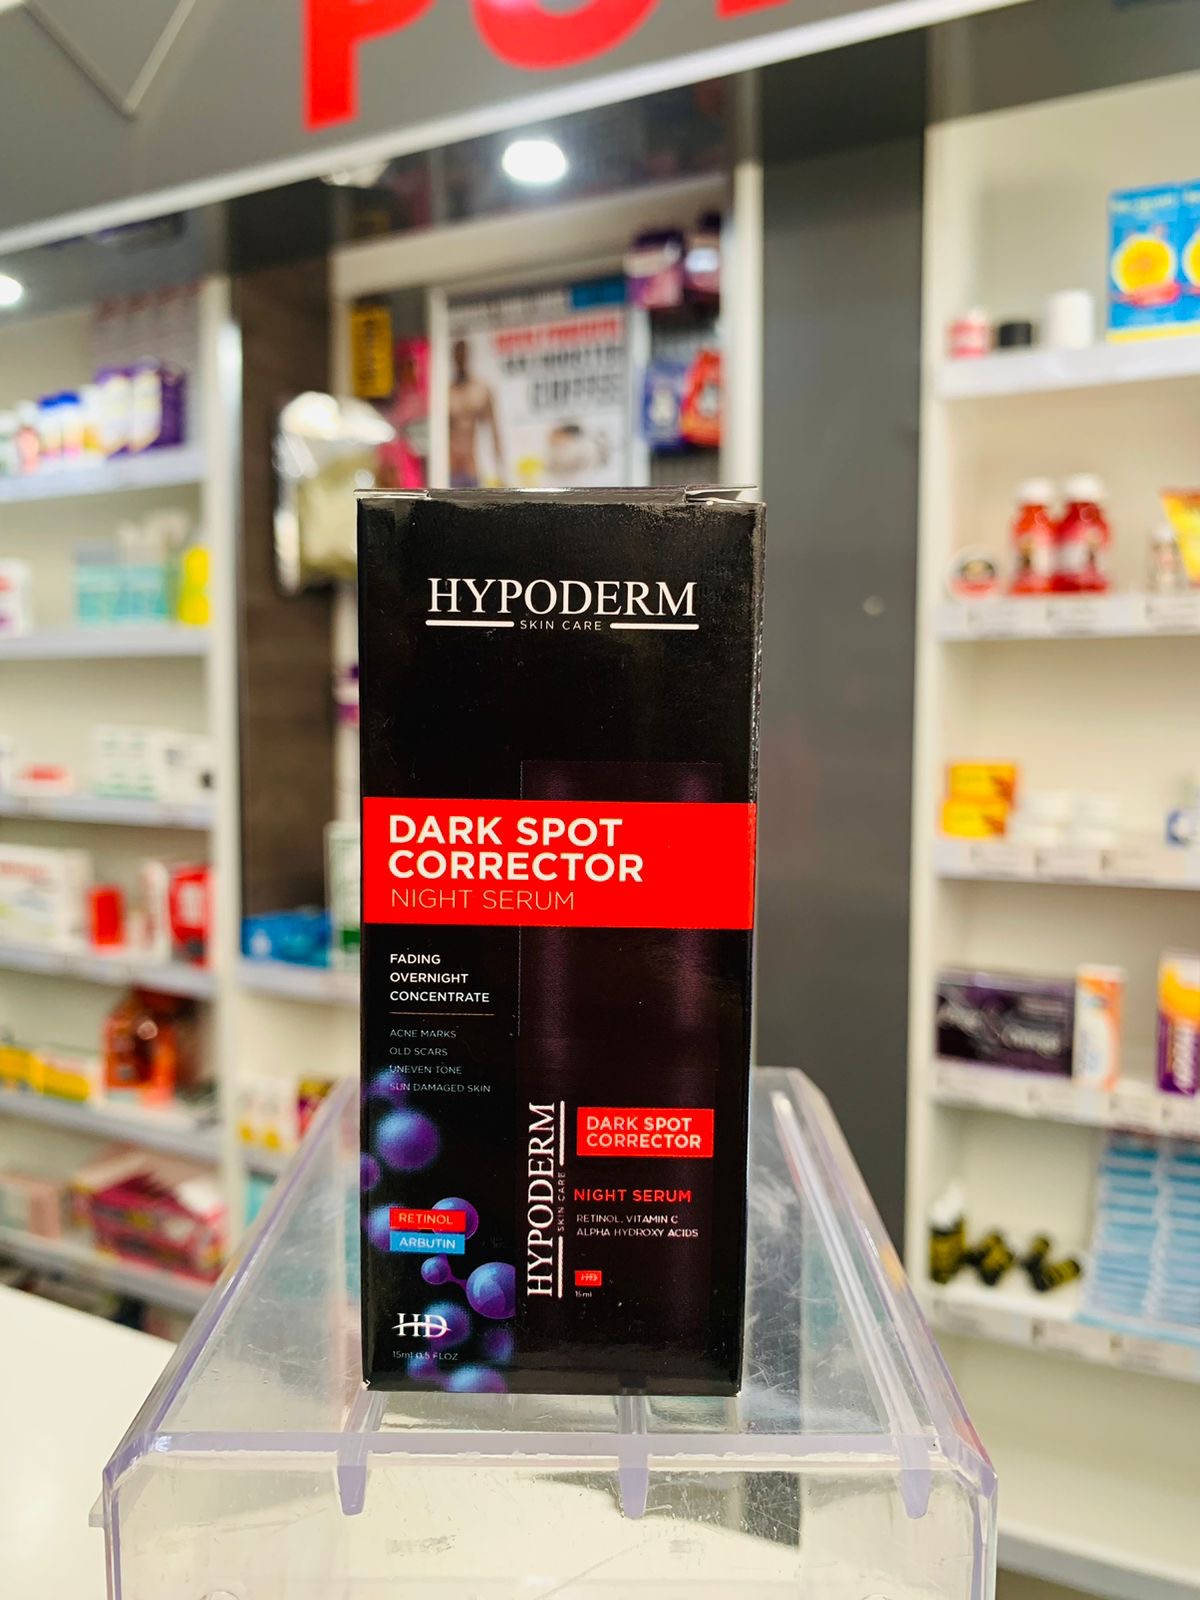 HYPODERM
SKIN CARE
DARK SPOT
CORRECTOR
NIGHT SERUM
FADING
OVERNIGHT
CONCENTRATE
ACNE MARKS
OLD SCARS
UNEVEN TONE
SUN DAMAGED SKIN
RETINOL
ARBUTIN
HD
15ml 0.5 FLOZ
HYPODERM
SKIN CARE
DARK SPOT
CORRECTOR
NIGHT SERUM
RETINOL, VITAMIN C
ALPHA HYDROXY ACIDS
HD
15ml